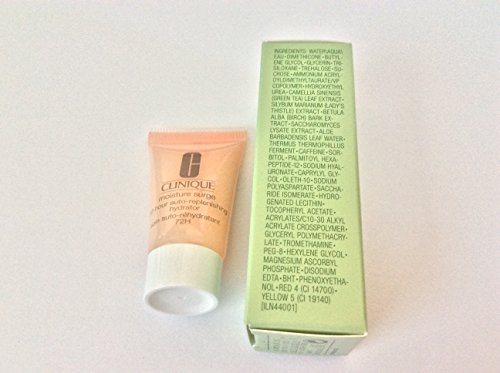 CLINIQUE
moisture surge
hour auto-replenishing
hydrator
auto-réhydratant
72H
INGREDIENTS: WATER\AQUA\
EAU • DIMETHICONE • BUTYL-
ENE GLYCOL • GLYCERIN • TRI-
SILOXANE • TREHALOSE • SU-
CROSE • AMMONIUM ACRYL-
OYLDIMETHYLTAURATE/VP
COPOLYMER • HYDROXYETHYL
UREA • CAMELLIA SINENSIS
(GREEN TEA) LEAF EXTRACT •
SILYBUM MARIANUM (LADY'S
THISTLE) EXTRACT • BETULA
ALBA (BIRCH) BARK EX-
TRACT • SACCHAROMYCES
LYSATE EXTRACT • ALOE
BARBADENSIS LEAF WATER •
THERMUS THERMOPHILLUS
FERMENT • CAFFEINE • SOR-
BITOL • PALMITOYL HEXA-
PEPTIDE-12 • SODIUM HYAL-
URONATE • CAPRYLYL GLY-
COL • OLETH-10 • SODIUM
POLYASPARTATE • SACCHA-
RIDE ISOMERATE • HYDRO-
GENATED LECITHIN •
TOCOPHERYL ACETATE •
ACRYLATES/C10-30 ALKYL
ACRYLATE CROSSPOLYMER •
GLYCERYL POLYMETHACRY-
LATE • TROMETHAMINE •
PEG-8 • HEXYLENE GLYCOL •
MAGNESIUM ASCORBYL
PHOSPHATE • DISODIUM
EDTA • BHT • PHENOXYETHA-
NOL • RED 4 (CI 14700) •
YELLOW 5 (CI 19140)
[ILN44001]